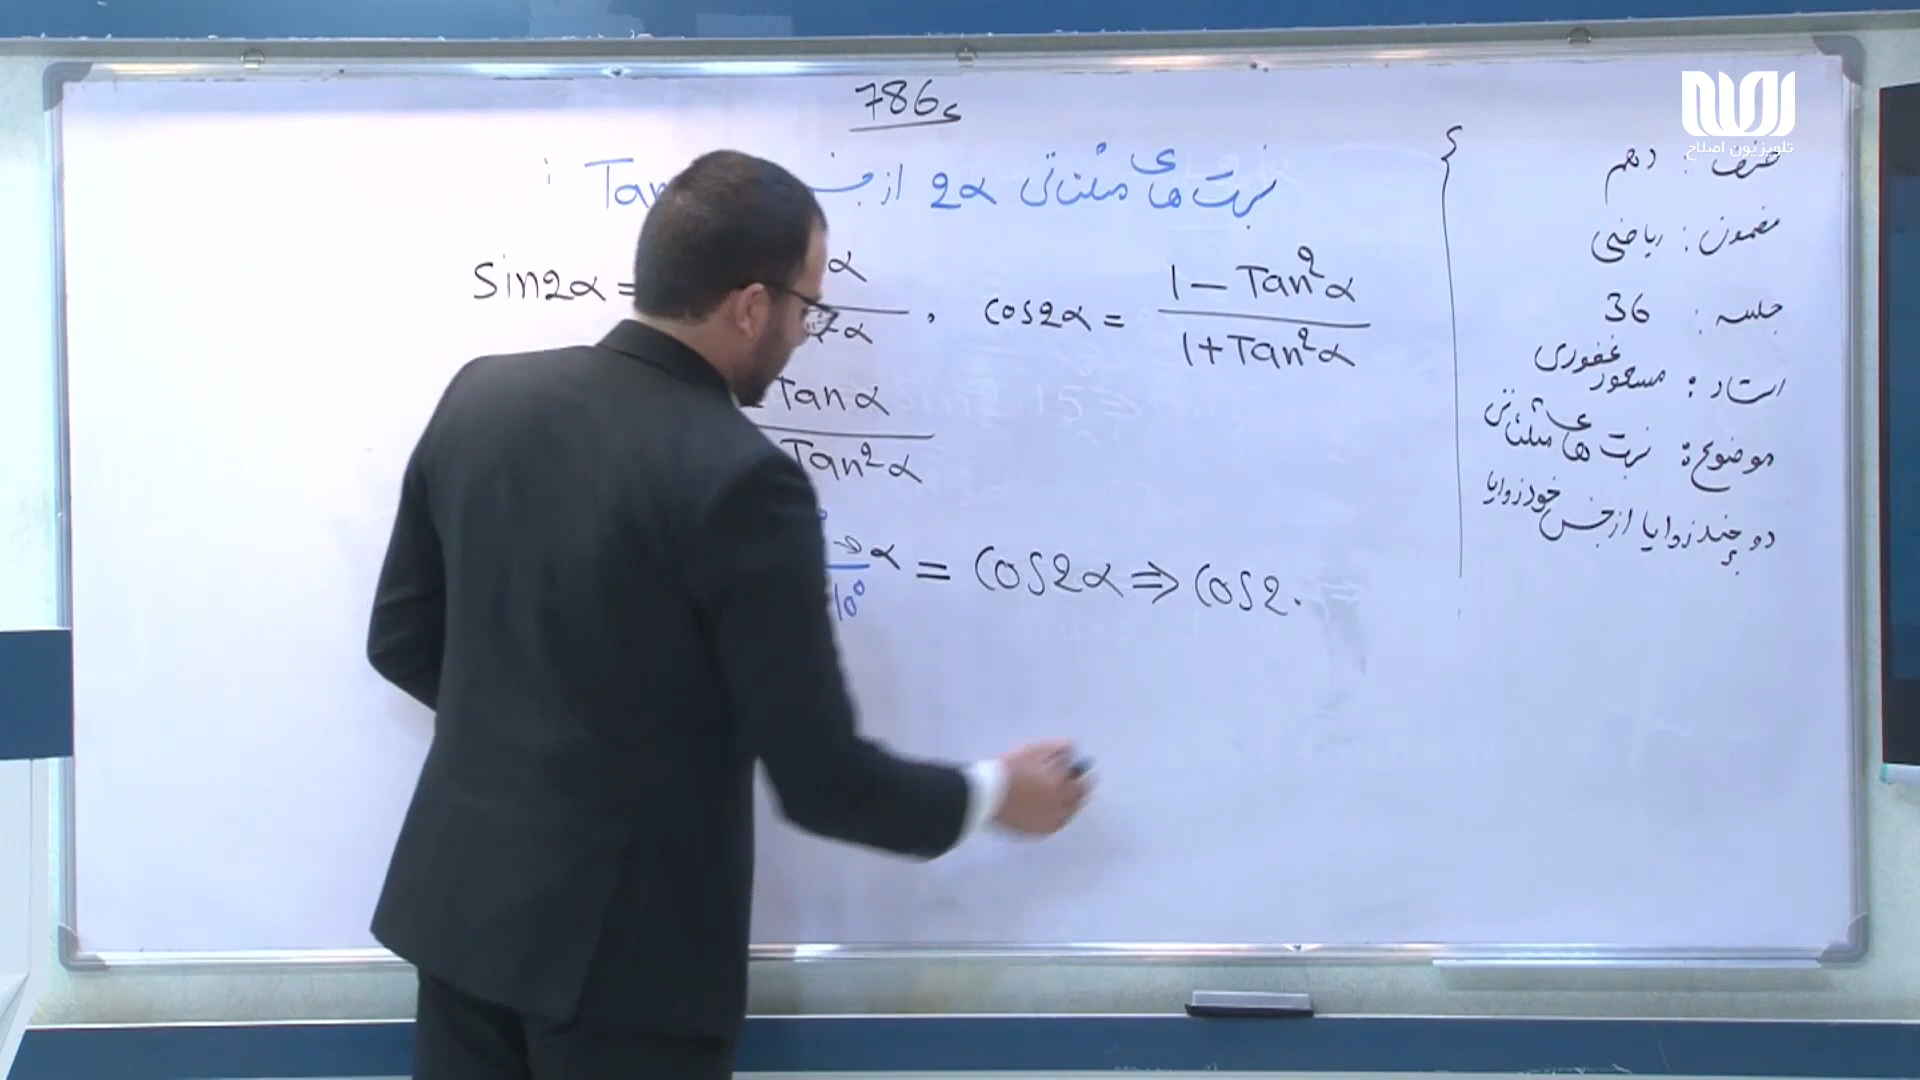 786
نسبت های مثلثاتی 2α از جنس Tan :
Sin2α = α / α , Cos2α = 1 - Tan²α / 1 + Tan²α
Tanα / Tan²α
→ α / 10° = Cos2α ⇒ Cos2.
صنف : دهم
مضمون : ریاضی
جلسه : 36
استاد : مسعود غفوری
موضوع : نسبت های مثلثاتی
دو چند زوایا از جنس خود زوایا
تلویزیون اصلاح